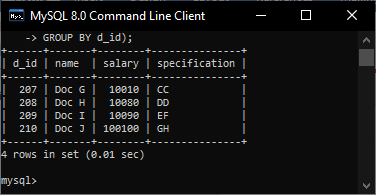 MySQL 8.0 Command Line Client
    -> GROUP BY d_id);
+------+-------+--------+---------------+
| d_id | name  | salary | specification |
+------+-------+--------+---------------+
|  207 | Doc G |  10010 | CC            |
|  208 | Doc H |  10080 | DD            |
|  209 | Doc I |  10090 | EF            |
|  210 | Doc J | 100100 | GH            |
+------+-------+--------+---------------+
4 rows in set (0.01 sec)
mysql>